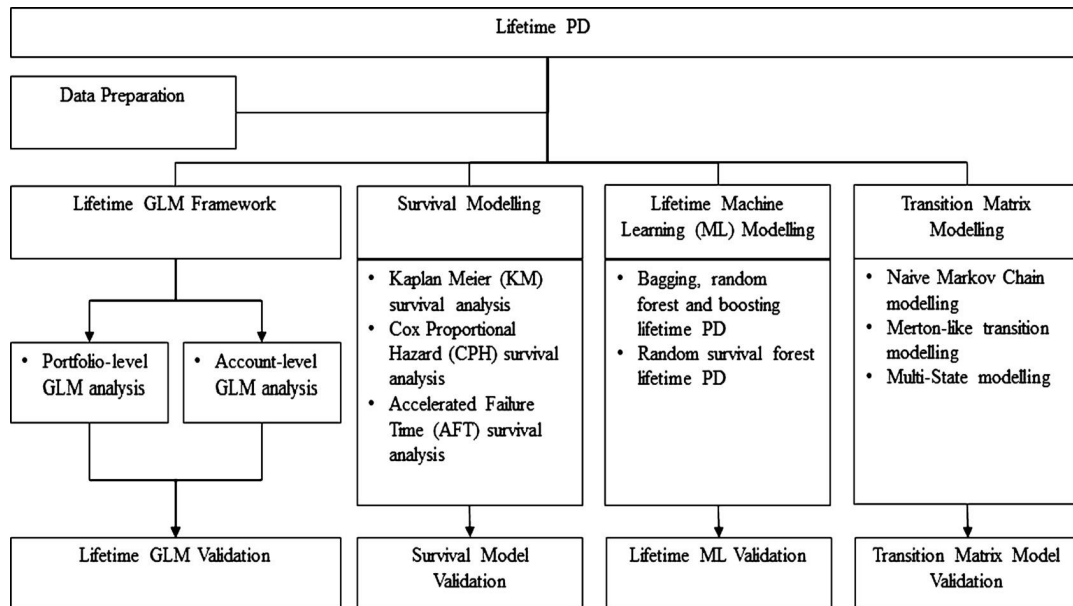 Lifetime PD
Data Preparation
Lifetime GLM Framework
Survival Modelling
Lifetime Machine
Learning (ML) Modelling
Transition Matrix
Modelling
• Portfolio-level
GLM analysis
• Account-level
GLM analysis
• Kaplan Meier (KM)
survival analysis
• Cox Proportional
Hazard (CPH) survival
analysis
• Accelerated Failure
Time (AFT) survival
analysis
• Bagging, random
forest and boosting
lifetime PD
• Random survival forest
lifetime PD
• Naive Markov Chain
modelling
• Merton-like transition
modelling
• Multi-State modelling
Lifetime GLM Validation
Survival Model
Validation
Lifetime ML Validation
Transition Matrix Model
Validation